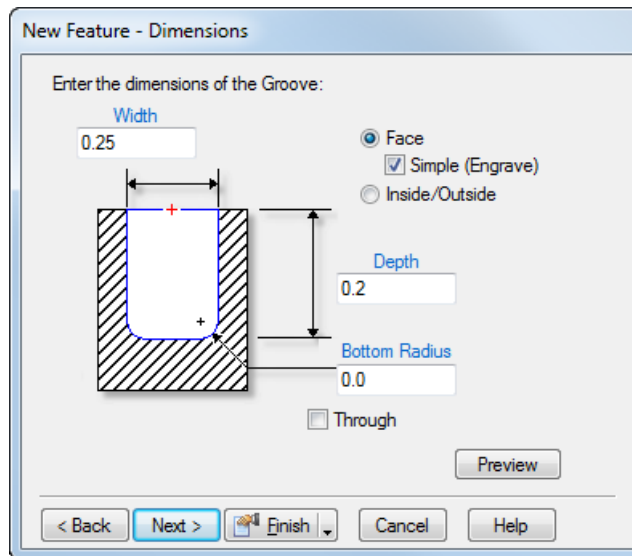 New Feature - Dimensions
Enter the dimensions of the Groove:
Width
0.25
Face
Simple (Engrave)
Inside/Outside
Depth
0.2
Bottom Radius
0.0
Through
Preview
< Back Next > Finish Cancel Help